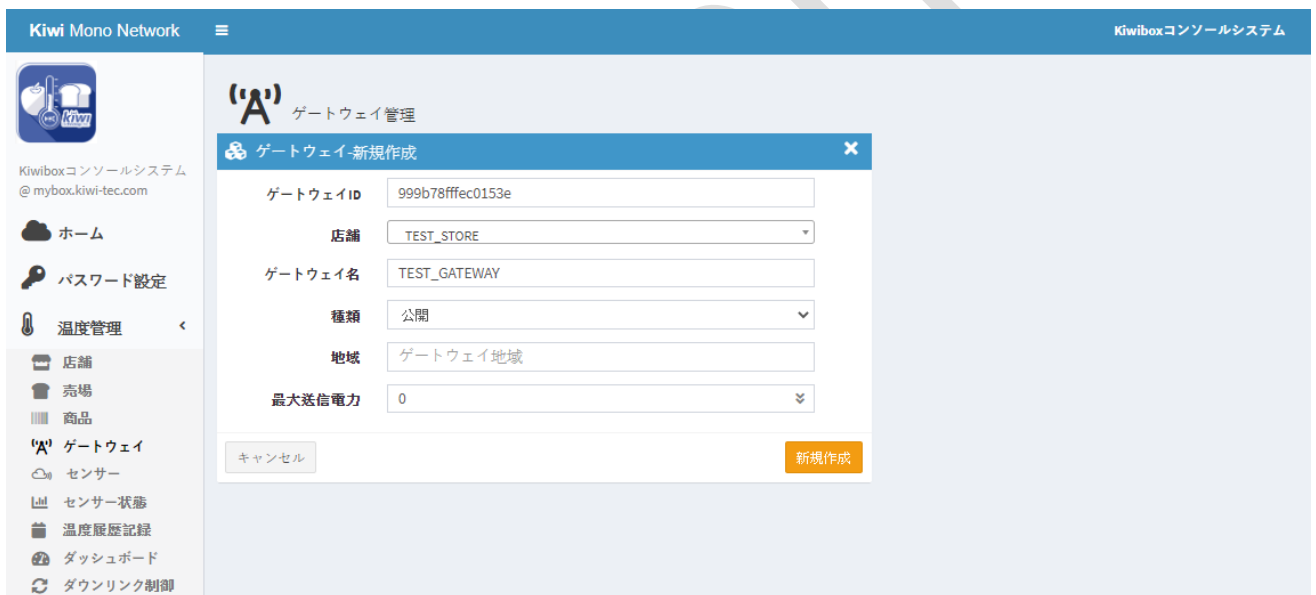 Kiwi Mono Network
Kiwiboxコンソールシステム
kiwi
Kiwiboxコンソールシステム
@ mybox.kiwi-tec.com
ホーム
パスワード設定
温度管理
店舗
売場
商品
ゲートウェイ
センサー
センサー状態
温度履歴記録
ダッシュボード
ダウンリンク制御
ゲートウェイ管理
ゲートウェイ-新規作成
ゲートウェイID 999b78fffec0153e
店舗 TEST_STORE
ゲートウェイ名 TEST_GATEWAY
種類 公開
地域 ゲートウェイ地域
最大送信電力 0
キャンセル 新規作成